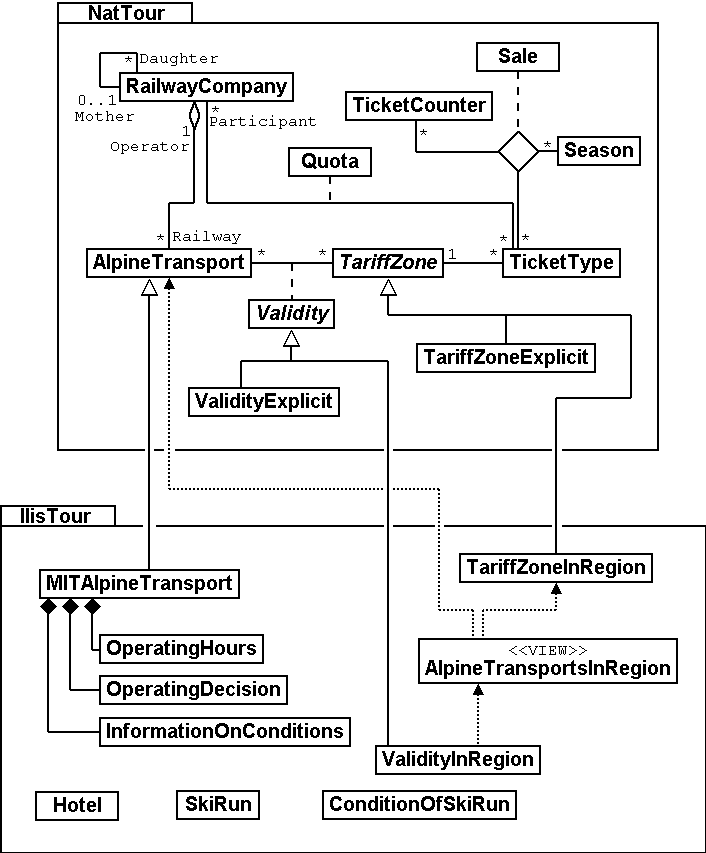 NatTour
Sale
* Daughter
RailwayCompany
0..1
Mother
*
Participant
TicketCounter
1
Operator
*
*
Season
Quota
* Railway
*
*
1
*
*
*
AlpineTransport
TariffZone
TicketType
Validity
TariffZoneExplicit
ValidityExplicit
IlisTour
MITAlpineTransport
TariffZoneInRegion
OperatingHours
<<VIEW>>
AlpineTransportsInRegion
OperatingDecision
InformationOnConditions
ValidityInRegion
Hotel
SkiRun
ConditionOfSkiRun